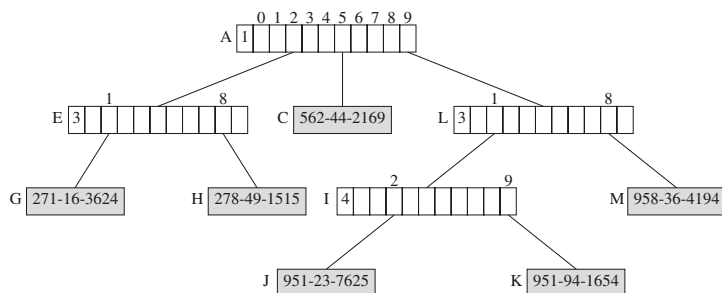 0 1 2 3 4 5 6 7 8 9
A 1
1 8
E 3
C 562-44-2169
1 8
L 3
G 271-16-3624
H 278-49-1515
2 9
I 4
M 958-36-4194
J 951-23-7625
K 951-94-1654